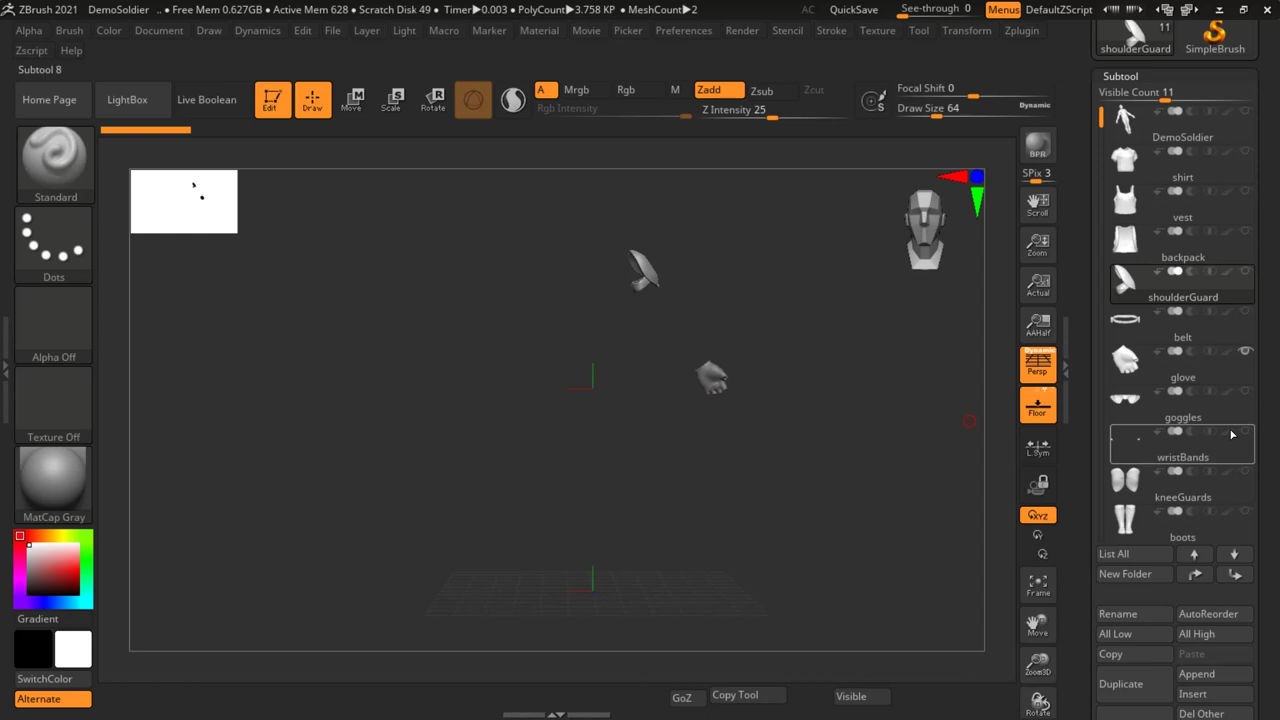 ZBrush 2021 DemoSoldier .. • Free Mem 0.627GB • Active Mem 628 • Scratch Disk 49 • Timer▶0.003 • PolyCount▶3.758 KP • MeshCount▶2 AC QuickSave See-through 0 Menus DefaultZScript
Alpha Brush Color Document Draw Dynamics Edit File Layer Light Macro Marker Material Movie Picker Preferences Render Stencil Stroke Texture Tool Transform Zplugin
Zscript Help
Subtool 8
Home Page LightBox Live Boolean Edit Draw Move Scale Rotate A Mrgb Rgb M Zadd Zsub Zcut Focal Shift 0
Rgb Intensity Z Intensity 25 Draw Size 64 Dynamic
Standard
Dots
Alpha Off
Texture Off
MatCap Gray
Gradient
SwitchColor
Alternate
BPR
SPix 3
Scroll
Zoom
Actual
AAHalf
Dynamic
Persp
Floor
L.Sym
XYZ
Frame
Move
Zoom3D
Rotate
GoZ Copy Tool Visible
11
shoulderGuard SimpleBrush
Subtool
Visible Count 11
DemoSoldier
shirt
vest
backpack
shoulderGuard
belt
glove
goggles
wristBands
kneeGuards
boots
List All
New Folder
Rename AutoReorder
All Low All High
Copy Paste
Duplicate Append
Insert
Del Other